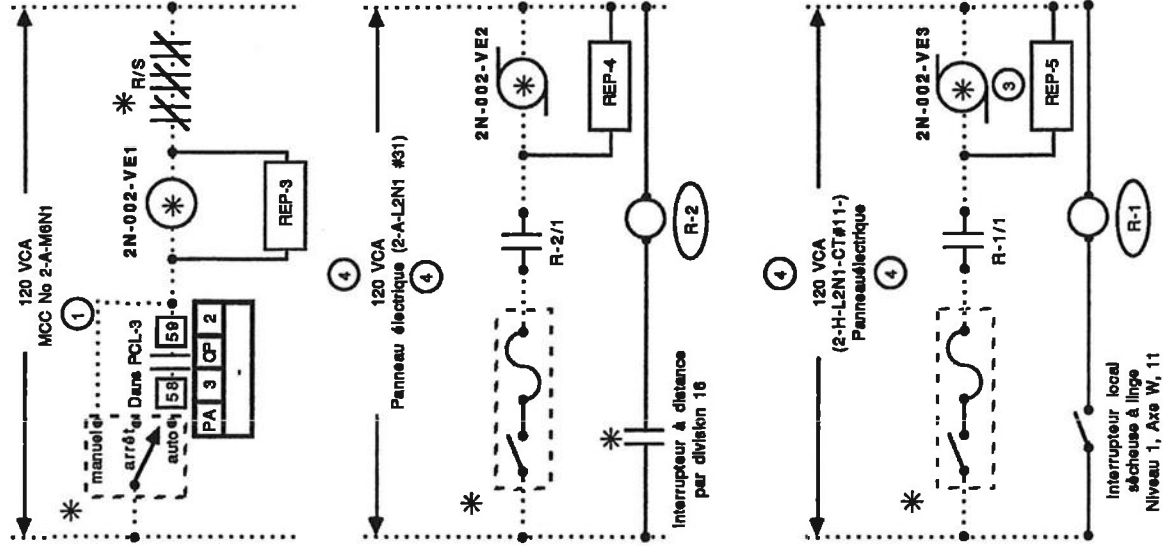 120 VCA
MCC No 2-A-M6N1
1
manuel
arrêt
auto
Dans PCL-3
58
59
PA
3
CP
2
-
2N-002-VE1
REP-3
R/S
4
120 VCA
Panneau électrique (2-A-L2N1 #31)
4
R-2/1
2N-002-VE2
REP-4
Interrupteur à distance
par division 16
R-2
4
120 VCA
(2-H-L2N1-CT#11-)
Panneauélectrique
4
R-1/1
2N-002-VE3
3
REP-5
Interrupteur local
sècheuse à linge
Niveau 1, Axe W, 11
R-1